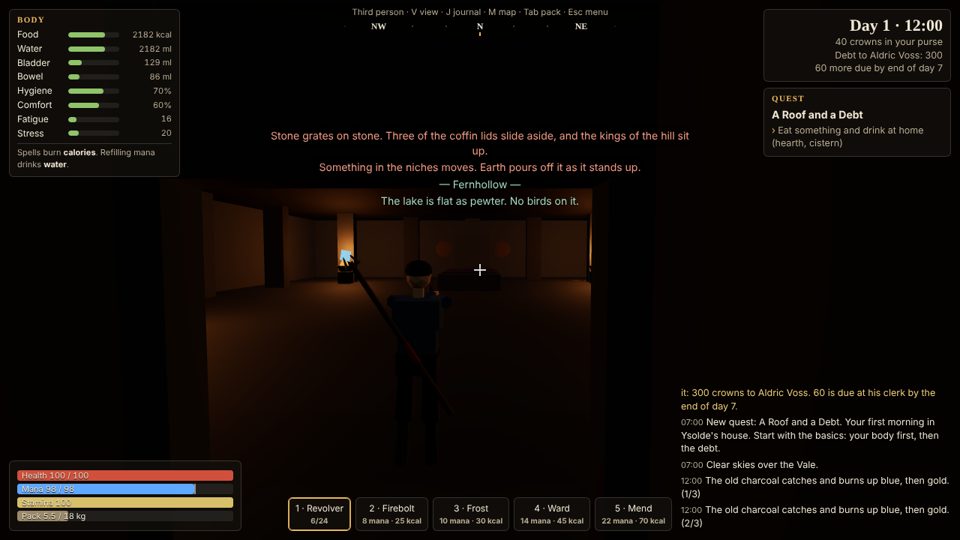 BODY
Food 2182 kcal
Water 2182 ml
Bladder 129 ml
Bowel 86 ml
Hygiene 70%
Comfort 60%
Fatigue 16
Stress 20
Spells burn calories. Refilling mana
drinks water.
Third person · V view · J journal · M map · Tab pack · Esc menu
NW N NE
Day 1 · 12:00
40 crowns in your purse
Debt to Aldric Voss: 300
60 more due by end of day 7
QUEST
A Roof and a Debt
› Eat something and drink at home
(hearth, cistern)
Stone grates on stone. Three of the coffin lids slide aside, and the kings of the hill sit
up.
Something in the niches moves. Earth pours off it as it stands up.
— Fernhollow —
The lake is flat as pewter. No birds on it.
it: 300 crowns to Aldric Voss. 60 is due at his clerk by the
end of day 7.
07:00 New quest: A Roof and a Debt. Your first morning in
Ysolde's house. Start with the basics: your body first, then
the debt.
07:00 Clear skies over the Vale.
12:00 The old charcoal catches and burns up blue, then gold.
(1/3)
12:00 The old charcoal catches and burns up blue, then gold.
(2/3)
Health 100 / 100
Mana 98 / 98
Stamina 100
Pack 5.5 / 18 kg
1 · Revolver
6/24
2 · Firebolt
8 mana · 25 kcal
3 · Frost
10 mana · 30 kcal
4 · Ward
14 mana · 45 kcal
5 · Mend
22 mana · 70 kcal